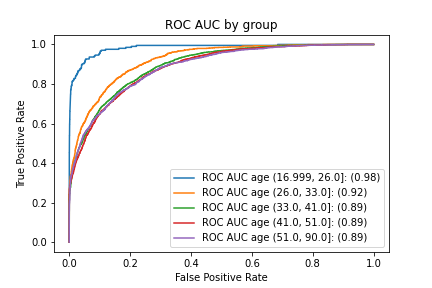 ROC AUC by group
True Positive Rate
1.0
0.8
0.6
0.4
0.2
0.0
ROC AUC age (16.999, 26.0]: (0.98)
ROC AUC age (26.0, 33.0]: (0.92)
ROC AUC age (33.0, 41.0]: (0.89)
ROC AUC age (41.0, 51.0]: (0.89)
ROC AUC age (51.0, 90.0]: (0.89)
0.0 0.2 0.4 0.6 0.8 1.0
False Positive Rate